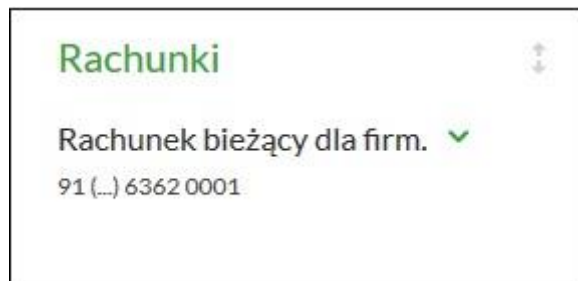 Rachunki
Rachunek bieżący dla firm.
91 (...) 6362 0001